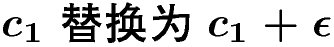 c₁ 替换为 c₁ + ϵ